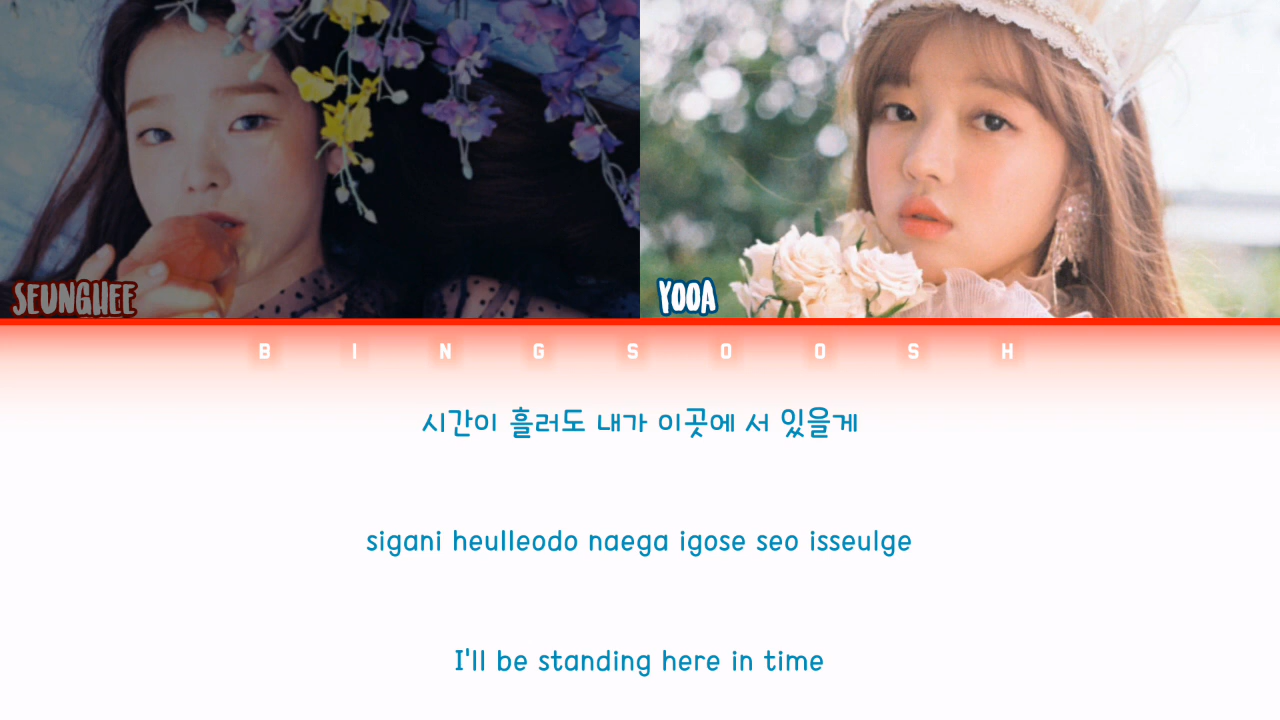 SEUNGHEE
YOOA
BINGSOOSH
시간이 흘러도 내가 이곳에 서 있을게
sigani heulleodo naega igose seo isseulge
I'll be standing here in time